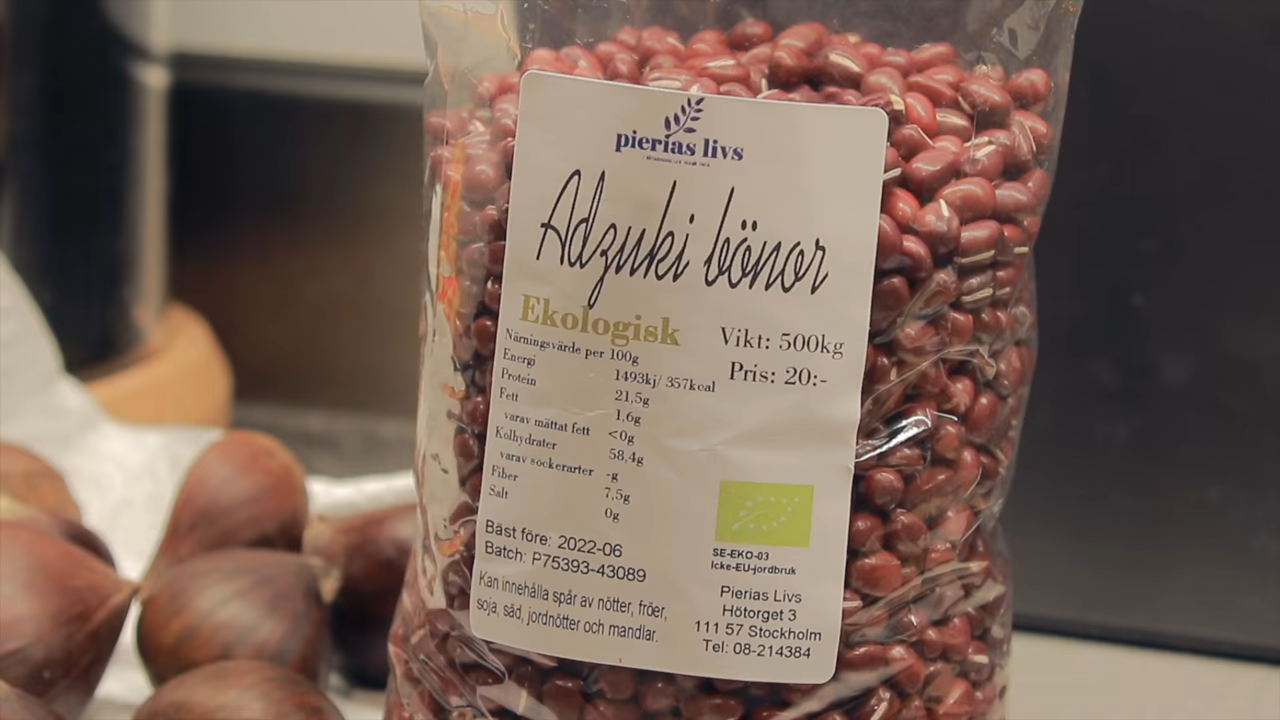 pierias livs
Adzuki bönor
Ekologisk
Vikt: 500kg
Pris: 20:-
Närningsvärde per 100g
Energi 1493kj/ 357kcal
Protein 21,5g
Fett 1,6g
varav mättat fett <0g
Kolhydrater 58,4g
varav sockerarter -g
Fiber 7,5g
Salt 0g
Bäst före: 2022-06
Batch: P75393-43089
Kan innehålla spår av nötter, fröer,
soja, säd, jordnötter och mandlar.
SE-EKO-03
Icke-EU-jordbruk
Pierias Livs
Hötorget 3
111 57 Stockholm
Tel: 08-214384